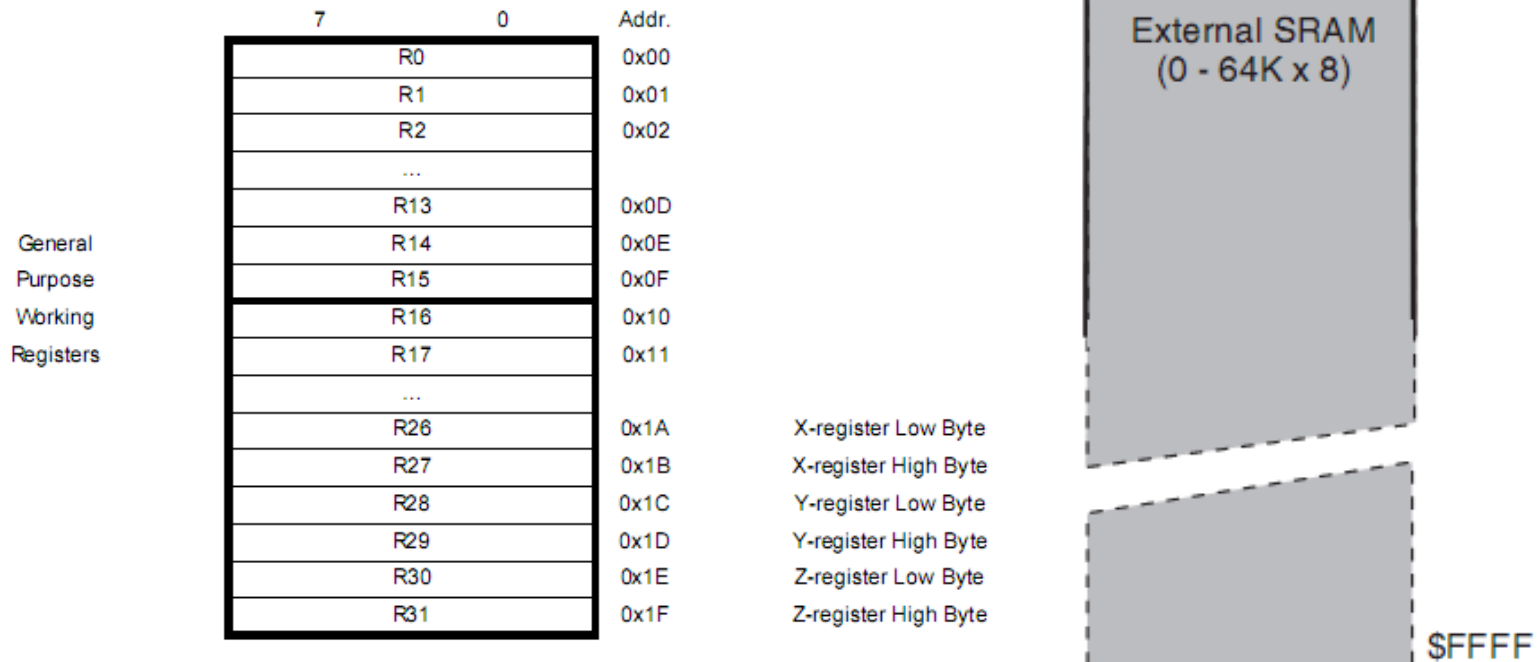 7 0 Addr.
R0 0x00
R1 0x01
R2 0x02
...
R13 0x0D
General R14 0x0E
Purpose R15 0x0F
Working R16 0x10
Registers R17 0x11
...
R26 0x1A X-register Low Byte
R27 0x1B X-register High Byte
R28 0x1C Y-register Low Byte
R29 0x1D Y-register High Byte
R30 0x1E Z-register Low Byte
R31 0x1F Z-register High Byte
External SRAM
(0 - 64K x 8)
$FFFF